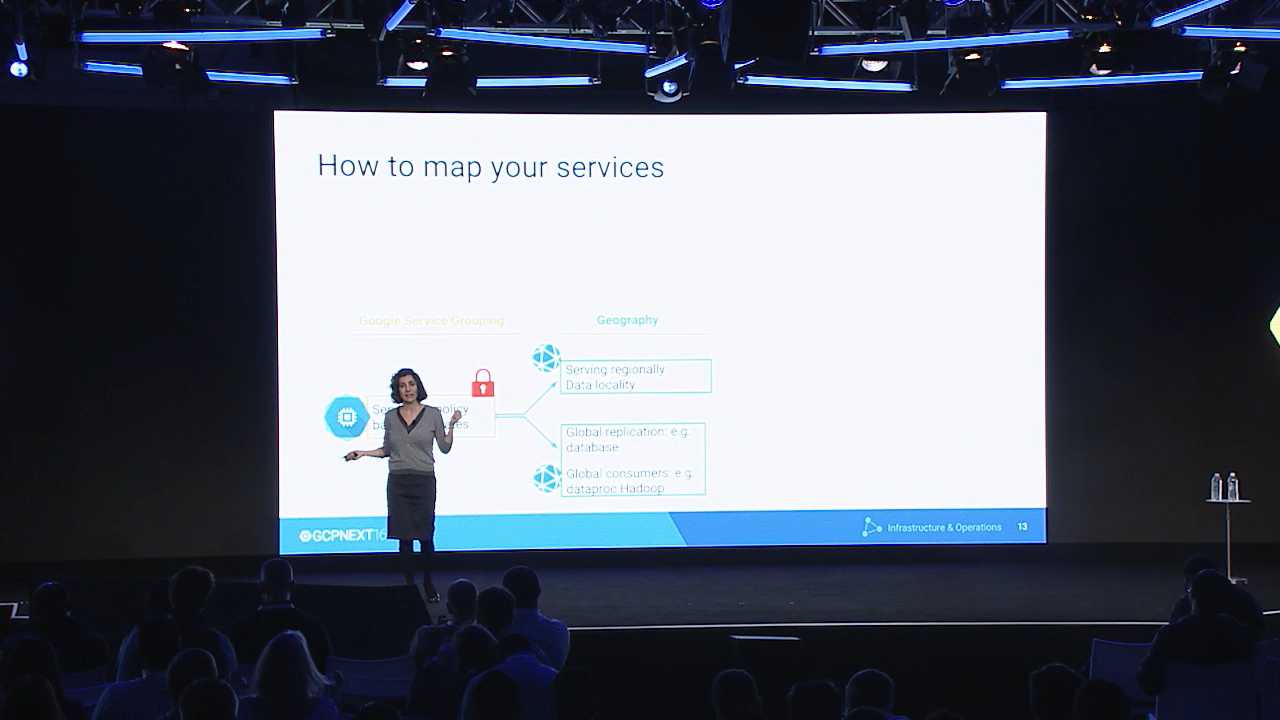 How to map your services
Google Service Grouping
Geography
Serving regionally
Data locality
policy
Global replication: e.g.
database
Global consumers: e.g.
dataproc Hadoop
GCPNEXT16
Infrastructure & Operations 13